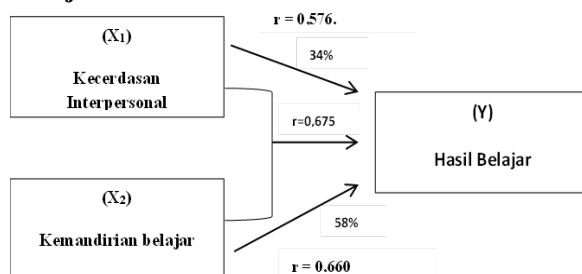 r = 0,576.
(X1)
34%
Kecerdasan
Interpersonal
r=0,675
(Y)
Hasil Belajar
(X2)
58%
Kemandirian belajar
r = 0,660